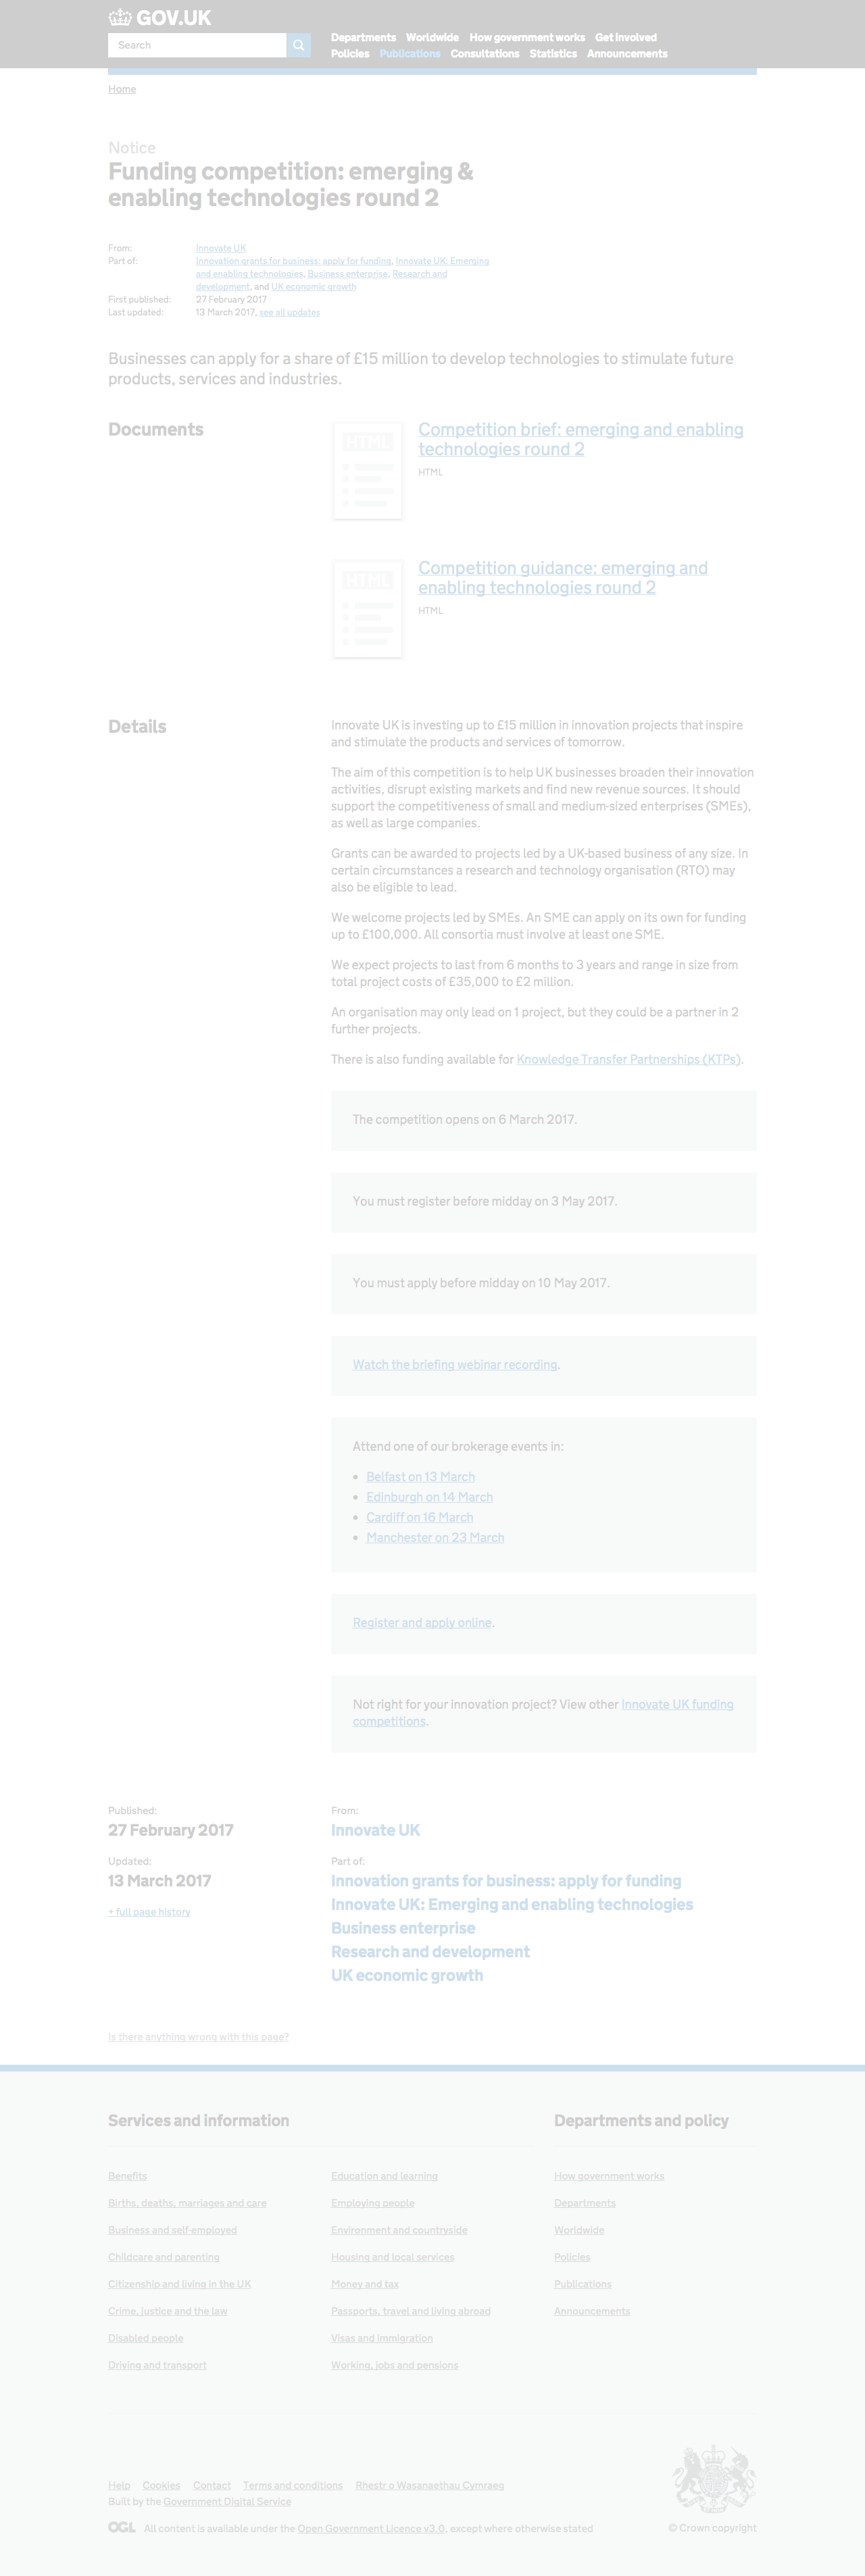 GOV.UK
Search
Departments Worldwide How government works Get involved
Policies Publications Consultations Statistics Announcements
Home
Notice
Funding competition: emerging &
enabling technologies round 2
From: Innovate UK
Part of: Innovation grants for business: apply for funding, Innovate UK: Emerging
and enabling technologies, Business enterprise, Research and
development, and UK economic growth
First published: 27 February 2017
Last updated: 13 March 2017, see all updates
Businesses can apply for a share of £15 million to develop technologies to stimulate future
products, services and industries.
Documents
HTML
Competition brief: emerging and enabling
technologies round 2
HTML
HTML
Competition guidance: emerging and
enabling technologies round 2
HTML
Details
Innovate UK is investing up to £15 million in innovation projects that inspire
and stimulate the products and services of tomorrow.
The aim of this competition is to help UK businesses broaden their innovation
activities, disrupt existing markets and find new revenue sources. It should
support the competitiveness of small and medium-sized enterprises (SMEs),
as well as large companies.
Grants can be awarded to projects led by a UK-based business of any size. In
certain circumstances a research and technology organisation (RTO) may
also be eligible to lead.
We welcome projects led by SMEs. An SME can apply on its own for funding
up to £100,000. All consortia must involve at least one SME.
We expect projects to last from 6 months to 3 years and range in size from
total project costs of £35,000 to £2 million.
An organisation may only lead on 1 project, but they could be a partner in 2
further projects.
There is also funding available for Knowledge Transfer Partnerships (KTPs).
The competition opens on 6 March 2017.
You must register before midday on 3 May 2017.
You must apply before midday on 10 May 2017.
Watch the briefing webinar recording.
Attend one of our brokerage events in:
• Belfast on 13 March
• Edinburgh on 14 March
• Cardiff on 16 March
• Manchester on 23 March
Register and apply online.
Not right for your innovation project? View other Innovate UK funding
competitions.
Published:
27 February 2017
Updated:
13 March 2017
+ full page history
From:
Innovate UK
Part of:
Innovation grants for business: apply for funding
Innovate UK: Emerging and enabling technologies
Business enterprise
Research and development
UK economic growth
Is there anything wrong with this page?
Services and information
Benefits
Births, deaths, marriages and care
Business and self-employed
Childcare and parenting
Citizenship and living in the UK
Crime, justice and the law
Disabled people
Driving and transport
Education and learning
Employing people
Environment and countryside
Housing and local services
Money and tax
Passports, travel and living abroad
Visas and immigration
Working, jobs and pensions
Departments and policy
How government works
Departments
Worldwide
Policies
Publications
Announcements
Help Cookies Contact Terms and conditions Rhestr o Wasanaethau Cymraeg
Built by the Government Digital Service
OGL All content is available under the Open Government Licence v3.0, except where otherwise stated
© Crown copyright